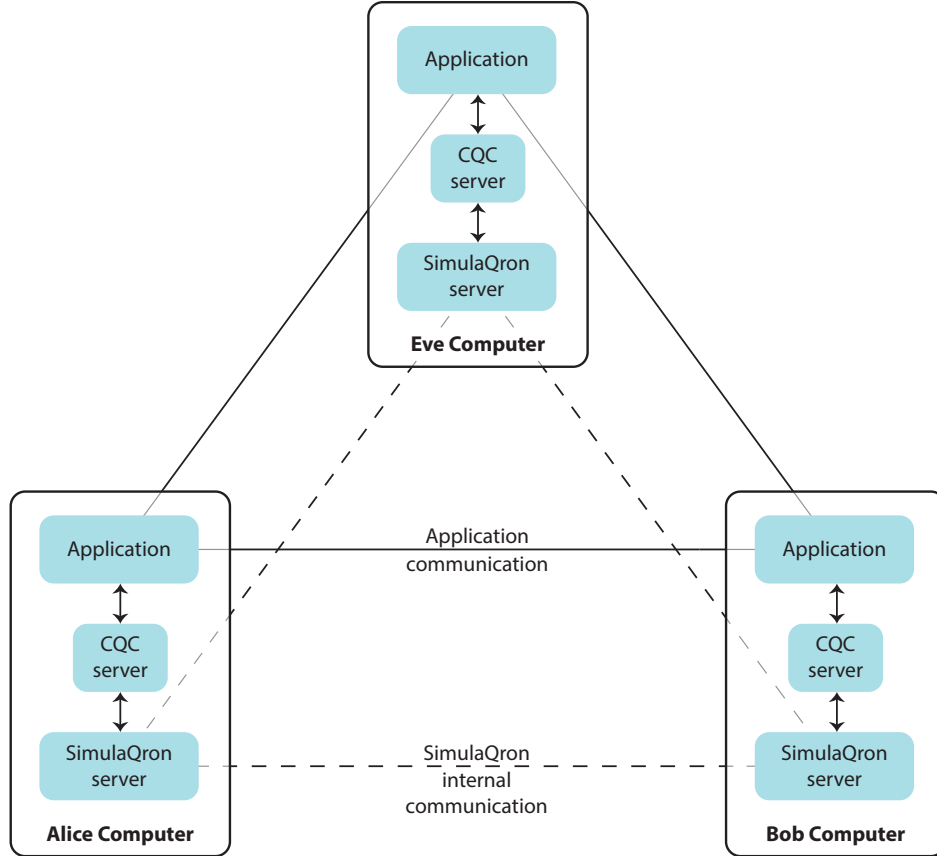 Application
CQC
server
SimulaQron
server
Eve Computer
Application
CQC
server
SimulaQron
server
Alice Computer
Application
communication
SimulaQron
internal
communication
Application
CQC
server
SimulaQron
server
Bob Computer